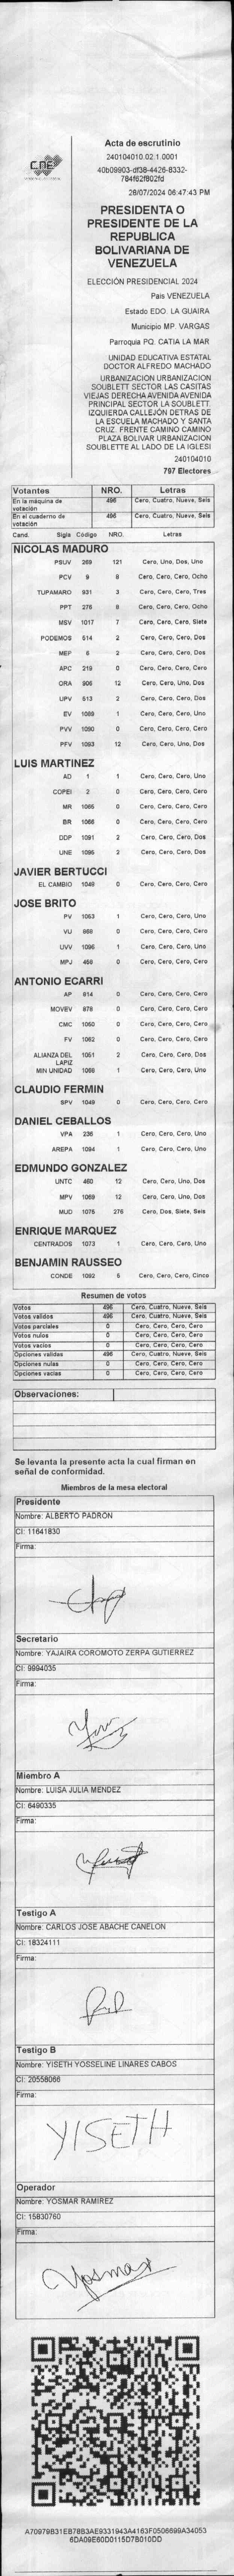 CNE
Acta de escrutinio
240104010.02.1.0001
40b09903-df38-4426-8332-
784f62f802fd
28/07/2024 06:47:43 PM
PRESIDENTA O
PRESIDENTE DE LA
REPUBLICA
BOLIVARIANA DE
VENEZUELA
ELECCIÓN PRESIDENCIAL 2024
Pais VENEZUELA
Estado EDO. LA GUAIRA
Municipio MP. VARGAS
Parroquia PQ. CATIA LA MAR
UNIDAD EDUCATIVA ESTATAL
DOCTOR ALFREDO MACHADO
URBANIZACION URBANIZACION
SOUBLETT SECTOR LAS CASITAS
VIEJAS DERECHA AVENIDA AVENIDA
PRINCIPAL SECTOR LA SOUBLETT.
IZQUIERDA CALLEJÓN DETRAS DE
LA ESCUELA MACHADO Y SANTA
CRUZ. FRENTE CAMINO CAMINO
PLAZA BOLIVAR URBANIZACION
SOUBLETTE AL LADO DE LA IGLESI
240104010
797 Electores
Votantes NRO. Letras
En la máquina de votación 496 Cero, Cuatro, Nueve, Seis
En el cuaderno de votación 496 Cero, Cuatro, Nueve, Seis
Cand. Sigla Código NRO. Letras
NICOLAS MADURO
PSUV 269 121 Cero, Uno, Dos, Uno
PCV 9 8 Cero, Cero, Cero, Ocho
TUPAMARO 931 3 Cero, Cero, Cero, Tres
PPT 276 8 Cero, Cero, Cero, Ocho
MSV 1017 7 Cero, Cero, Cero, Siete
PODEMOS 514 2 Cero, Cero, Cero, Dos
MEP 6 2 Cero, Cero, Cero, Dos
APC 219 0 Cero, Cero, Cero, Cero
ORA 906 12 Cero, Cero, Uno, Dos
UPV 513 2 Cero, Cero, Cero, Dos
EV 1089 1 Cero, Cero, Cero, Uno
PVV 1090 0 Cero, Cero, Cero, Cero
PFV 1093 12 Cero, Cero, Uno, Dos
LUIS MARTINEZ
AD 1 1 Cero, Cero, Cero, Uno
COPEI 2 0 Cero, Cero, Cero, Cero
MR 1065 0 Cero, Cero, Cero, Cero
BR 1066 0 Cero, Cero, Cero, Cero
DDP 1091 2 Cero, Cero, Cero, Dos
UNE 1095 2 Cero, Cero, Cero, Dos
JAVIER BERTUCCI
EL CAMBIO 1048 0 Cero, Cero, Cero, Cero
JOSE BRITO
PV 1053 1 Cero, Cero, Cero, Uno
VU 868 0 Cero, Cero, Cero, Cero
UVV 1096 1 Cero, Cero, Cero, Uno
MPJ 458 0 Cero, Cero, Cero, Cero
ANTONIO ECARRI
AP 814 0 Cero, Cero, Cero, Cero
MOVEV 878 0 Cero, Cero, Cero, Cero
CMC 1050 0 Cero, Cero, Cero, Cero
FV 1062 0 Cero, Cero, Cero, Cero
ALIANZA DEL LAPIZ 1051 2 Cero, Cero, Cero, Dos
MIN UNIDAD 1068 1 Cero, Cero, Cero, Uno
CLAUDIO FERMIN
SPV 1049 0 Cero, Cero, Cero, Cero
DANIEL CEBALLOS
VPA 236 1 Cero, Cero, Cero, Uno
AREPA 1094 1 Cero, Cero, Cero, Uno
EDMUNDO GONZALEZ
UNTC 460 12 Cero, Cero, Uno, Dos
MPV 1069 12 Cero, Cero, Uno, Dos
MUD 1075 276 Cero, Dos, Siete, Seis
ENRIQUE MARQUEZ
CENTRADOS 1073 1 Cero, Cero, Cero, Uno
BENJAMIN RAUSSEO
CONDE 1092 5 Cero, Cero, Cero, Cinco
Resumen de votos
Votos 496 Cero, Cuatro, Nueve, Seis
Votos validos 496 Cero, Cuatro, Nueve, Seis
Votos parciales 0 Cero, Cero, Cero, Cero
Votos nulos 0 Cero, Cero, Cero, Cero
Votos vacios 0 Cero, Cero, Cero, Cero
Opciones validas 496 Cero, Cuatro, Nueve, Seis
Opciones nulas 0 Cero, Cero, Cero, Cero
Opciones vacias 0 Cero, Cero, Cero, Cero
Observaciones:
Se levanta la presente acta la cual firman en
señal de conformidad.
Miembros de la mesa electoral
Presidente
Nombre: ALBERTO PADRÓN
CI: 11641830
Firma:
Secretario
Nombre: YAJAIRA COROMOTO ZERPA GUTIERREZ
CI: 9994035
Firma:
Miembro A
Nombre: LUISA JULIA MENDEZ
CI: 6490335
Firma:
Testigo A
Nombre: CARLOS JOSE ABACHE CANELON
CI: 18324111
Firma:
Testigo B
Nombre: YISETH YOSSELINE LINARES CABOS
CI: 20558066
Firma:
YISETH
Operador
Nombre: YOSMAR RAMIREZ
CI: 15830760
Firma:
Yosmar
A70979B31EB78B3AE9331943A4163F0506699A34053
6DA09E60D0115D7B010DD